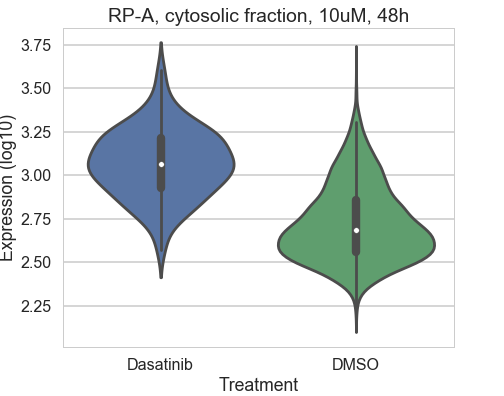 RP-A, cytosolic fraction, 10uM, 48h
Expression (log10)
3.75
3.50
3.25
3.00
2.75
2.50
2.25
Dasatinib
DMSO
Treatment